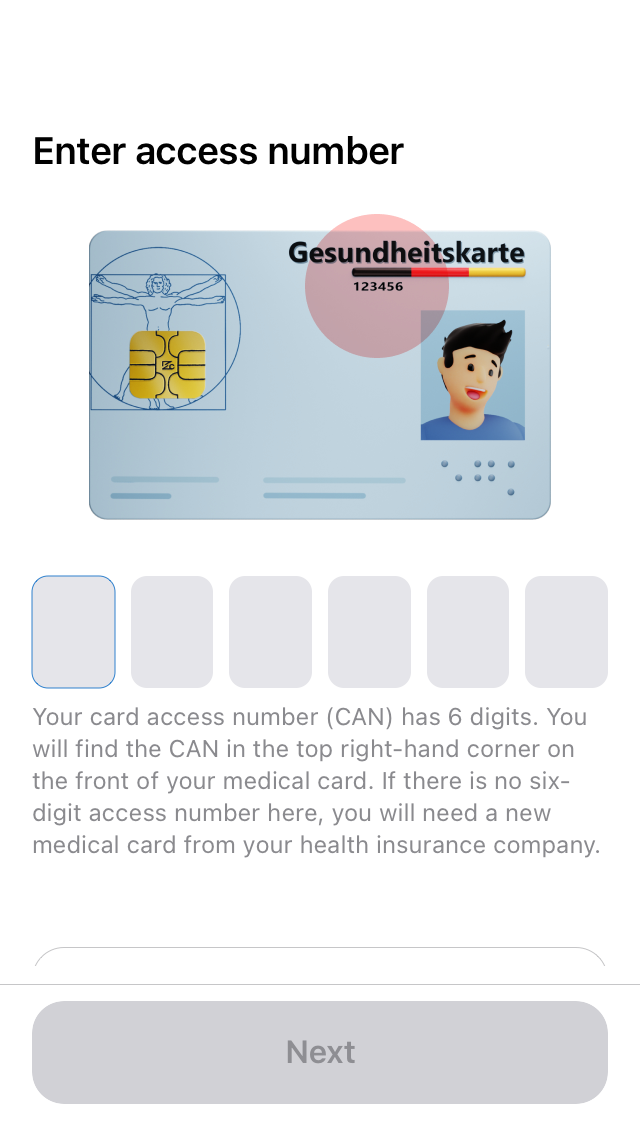 Enter access number
Gesundheitskarte
123456
Your card access number (CAN) has 6 digits. You
will find the CAN in the top right-hand corner on
the front of your medical card. If there is no six-
digit access number here, you will need a new
medical card from your health insurance company.
Next